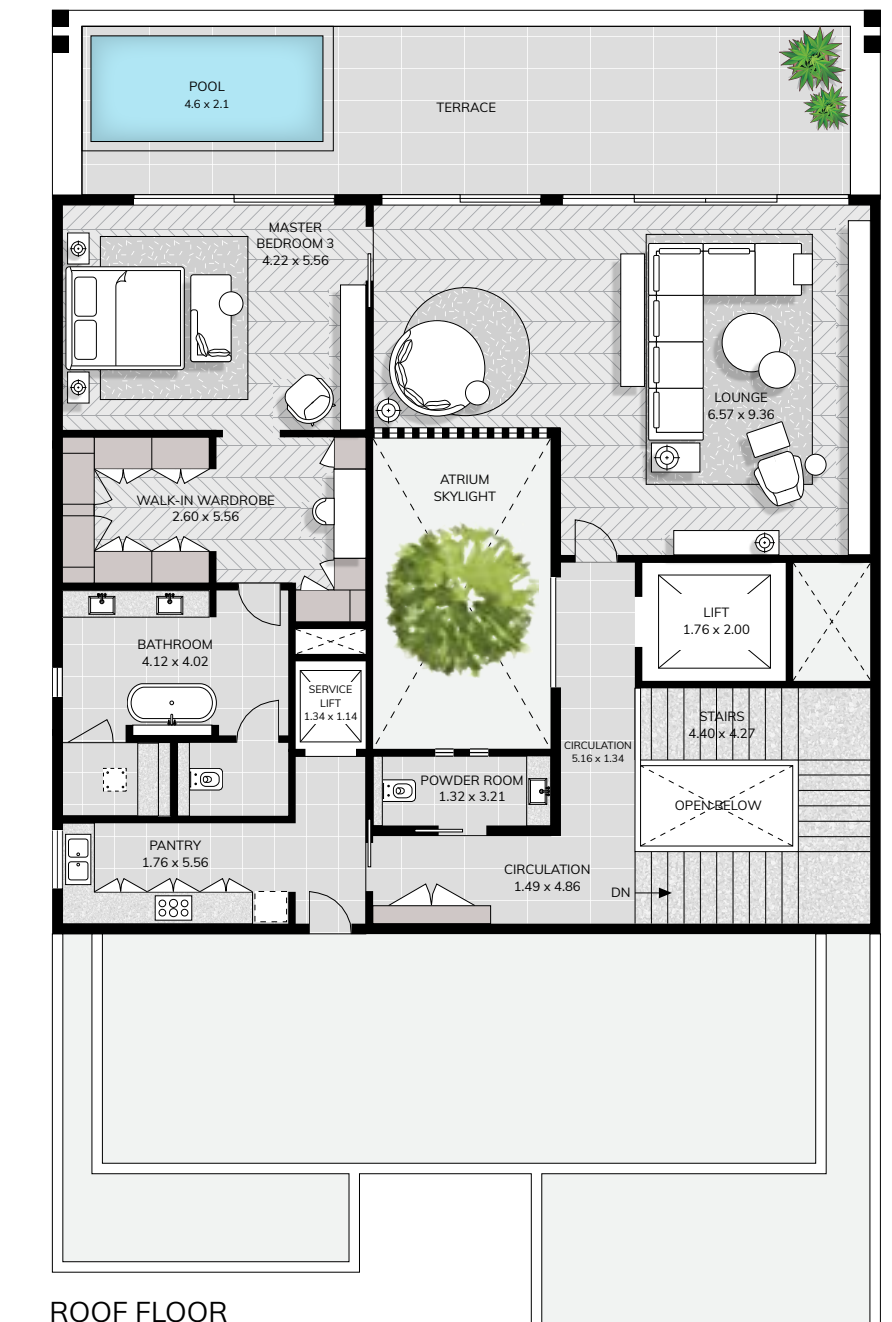 POOL
4.6 x 2.1
TERRACE
MASTER
BEDROOM 3
4.22 x 5.56
LOUNGE
6.57 x 9.36
ATRIUM
SKYLIGHT
WALK-IN WARDROBE
2.60 x 5.56
LIFT
1.76 x 2.00
BATHROOM
4.12 x 4.02
SERVICE
LIFT
1.34 x 1.14
STAIRS
4.40 x 4.27
CIRCULATION
5.16 x 1.34
POWDER ROOM
1.32 x 3.21
OPEN BELOW
PANTRY
1.76 x 5.56
CIRCULATION
1.49 x 4.86
DN
ROOF FLOOR